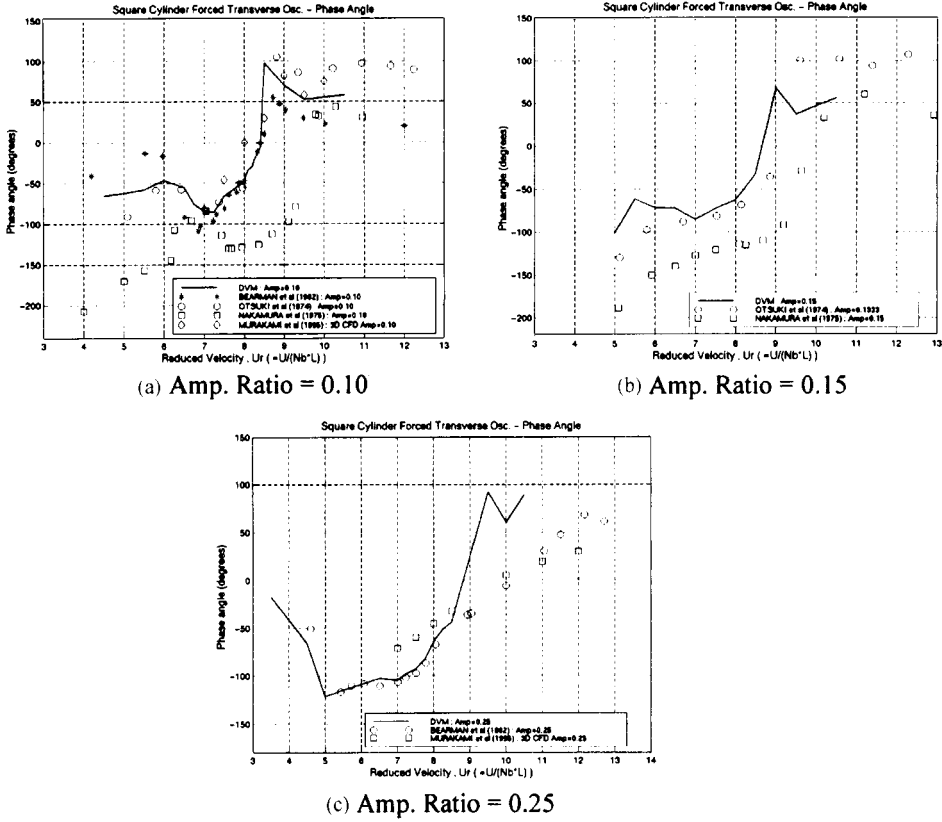 Square Cylinder Forced Transverse Osc. – Phase Angle
150
100
50
0
−50
−100
−150
−200
Phase angle (degrees)
DVM : Amp=0.10
BEARMAN et al (1982) : Amp=0.10
OTSUKI et al (1974) : Amp=0.10
NAKAMURA et al (1975) : Amp=0.10
MURAKAMI et al (1995) : 3D CFD Amp=0.10
3 4 5 6 7 8 9 10 11 12 13
Reduced Velocity , Ur ( =U/(Nb*L) )
(a) Amp. Ratio = 0.10
Square Cylinder Forced Transverse Osc. – Phase Angle
150
100
50
0
−50
−100
−150
−200
Phase angle (degrees)
DVM : Amp=0.15
OTSUKI et al (1974) : Amp=0.1333
NAKAMURA et al (1975) : Amp=0.15
3 4 5 6 7 8 9 10 11 12 13
Reduced Velocity , Ur ( =U/(Nb*L) )
(b) Amp. Ratio = 0.15
Square Cylinder Forced Transverse Osc. – Phase Angle
150
100
50
0
−50
−100
−150
Phase angle (degrees)
DVM : Amp=0.25
BEARMAN et al (1982) : Amp=0.25
MURAKAMI et al (1995) : 3D CFD Amp=0.25
3 4 5 6 7 8 9 10 11 12 13 14
Reduced Velocity , Ur ( =U/(Nb*L) )
(c) Amp. Ratio = 0.25